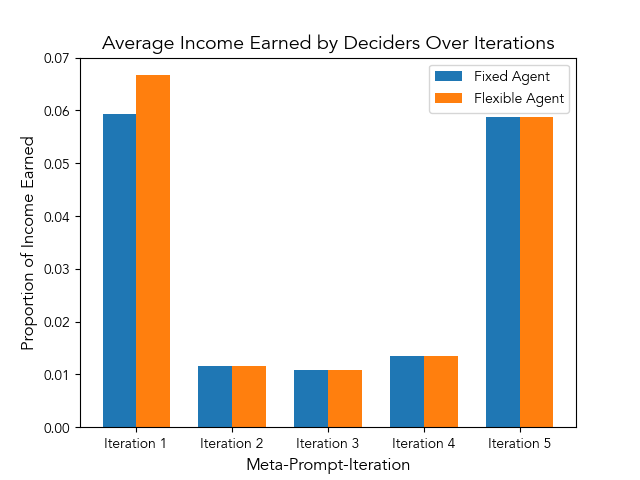 Average Income Earned by Deciders Over Iterations
Fixed Agent
Flexible Agent
Proportion of Income Earned
0.07
0.06
0.05
0.04
0.03
0.02
0.01
0.00
Iteration 1
Iteration 2
Iteration 3
Iteration 4
Iteration 5
Meta-Prompt-Iteration